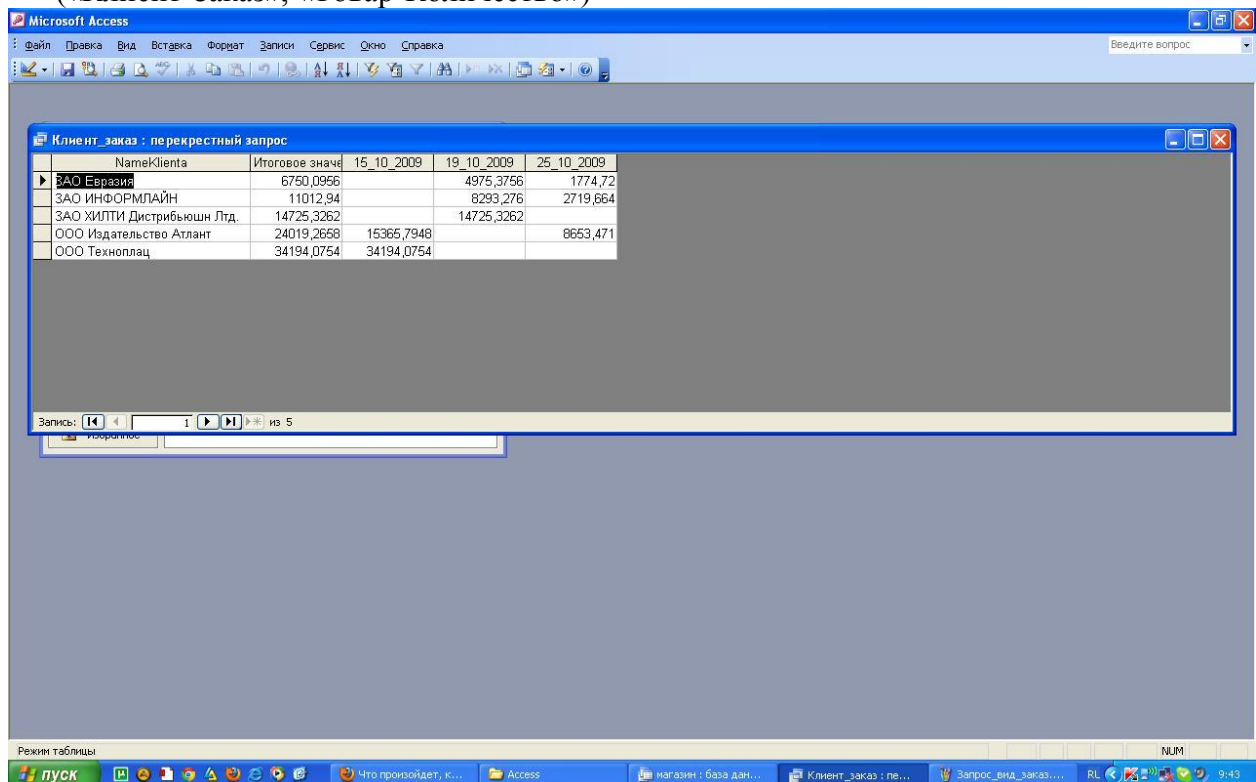 Microsoft Access
Файл Правка Вид Вставка Формат Записи Сервис Окно Справка Введите вопрос
Клиент_заказ : перекрестный запрос
NameKlienta Итоговое значе 15_10_2009 19_10_2009 25_10_2009
ЗАО Евразия 6750,0956 4975,3756 1774,72
ЗАО ИНФОРМЛАЙН 11012,94 8293,276 2719,664
ЗАО ХИЛТИ Дистрибьюшн Лтд. 14725,3262 14725,3262
ООО Издательство Атлант 24019,2658 15365,7948 8653,471
ООО Техноплац 34194,0754 34194,0754
Запись: 1 из 5
Избранное
Режим таблицы NUM
пуск Что произойдет, к... Access магазин : база дан... Клиент_заказ : пе... Запрос_вид_заказ.... RL 9:43